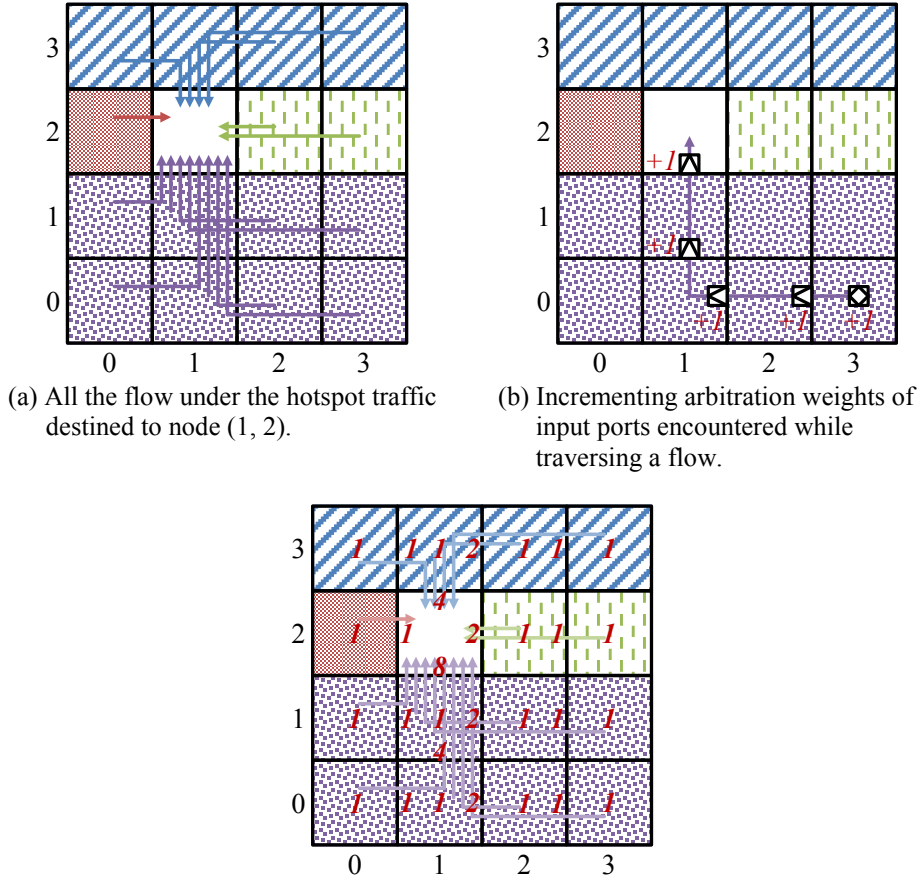 3 3
2 2
+1
1 1
+1
0 0
+1 +1 +1
0 1 2 3 0 1 2 3
(a) All the flow under the hotspot traffic
destined to node (1, 2).
(b) Incrementing arbitration weights of
input ports encountered while
traversing a flow.
3 1 1 1 2 1 1 1
4
2 1 1 2 1 1 1
8
1 1 1 1 2 1 1 1
4
0 1 1 1 2 1 1 1
0 1 2 3